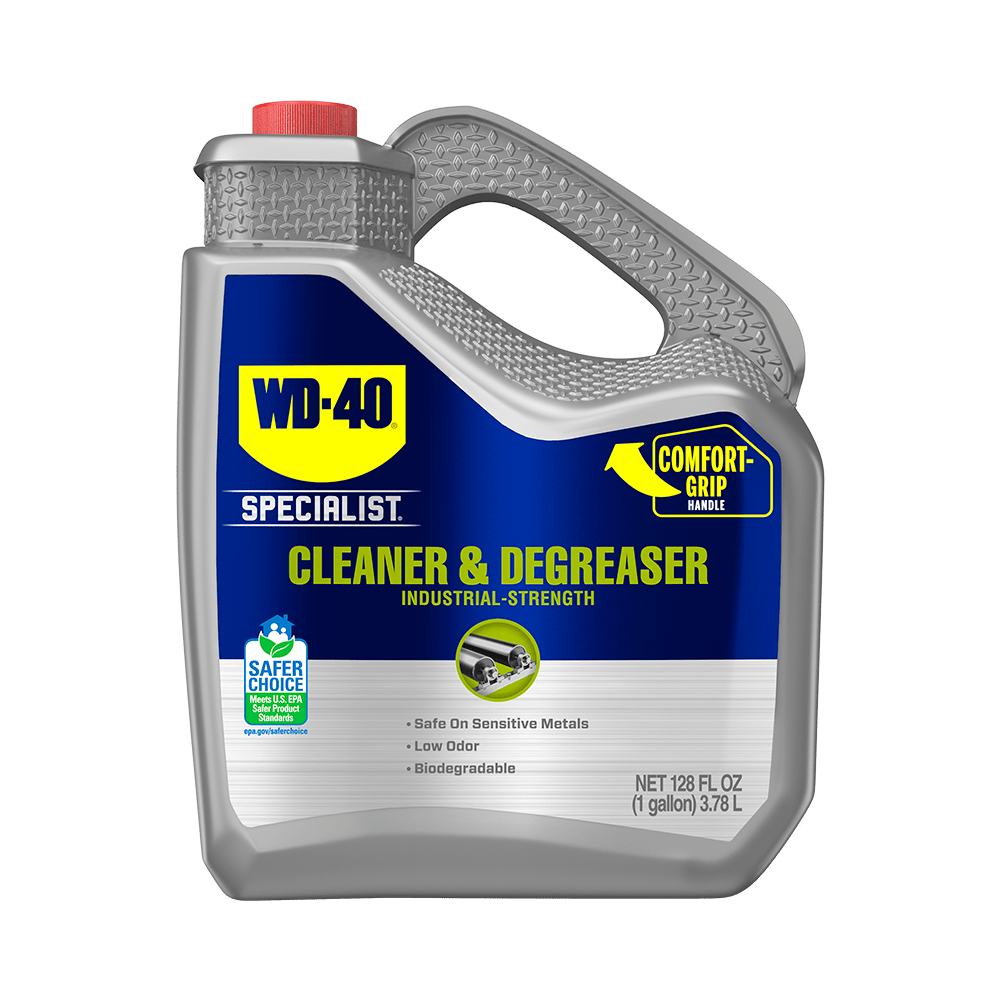 WD-40®
SPECIALIST®
COMFORT-
GRIP
HANDLE
CLEANER & DEGREASER
INDUSTRIAL-STRENGTH
SAFER
CHOICE
Meets U.S. EPA
Safer Product
Standards
epa.gov/saferchoice
• Safe On Sensitive Metals
• Low Odor
• Biodegradable
NET 128 FL OZ
(1 gallon) 3.78 L